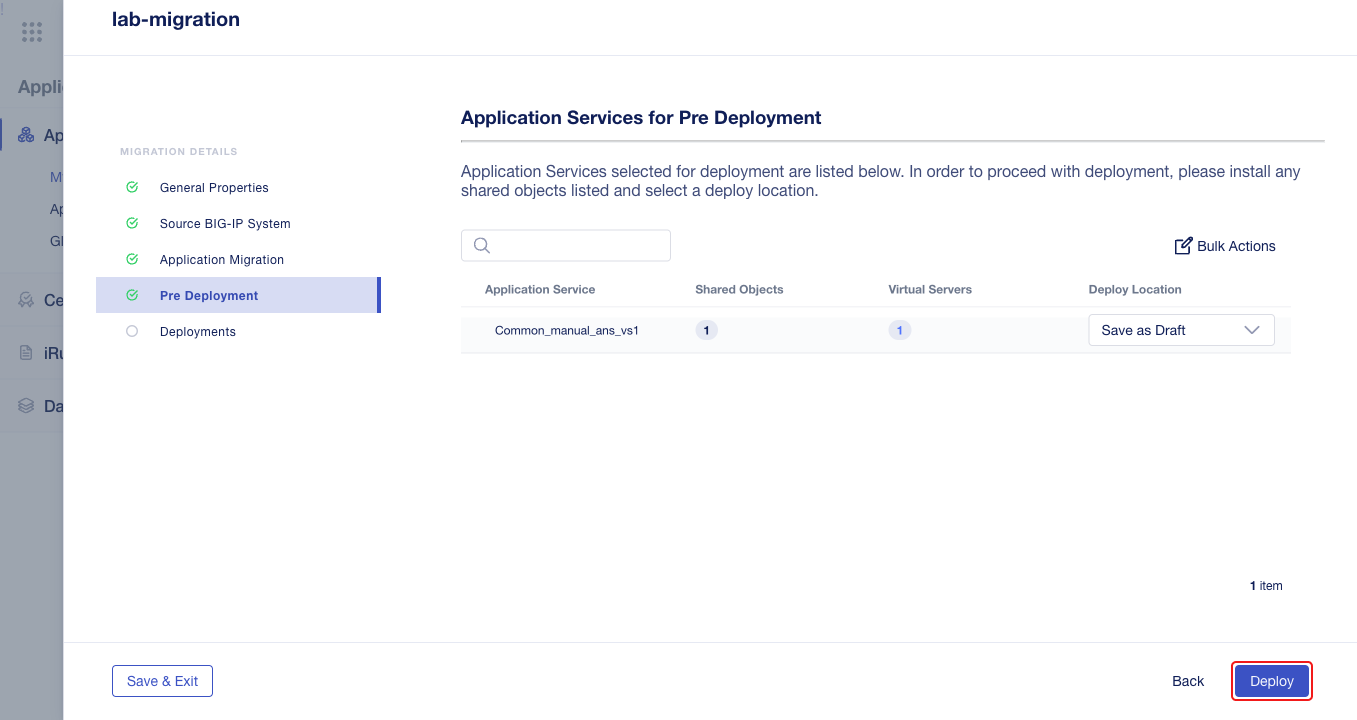 lab-migration
Appli
Ap
M
Ap
Gl
Ce
iRu
Da
MIGRATION DETAILS
General Properties
Source BIG-IP System
Application Migration
Pre Deployment
Deployments
Application Services for Pre Deployment
Application Services selected for deployment are listed below. In order to proceed with deployment, please install any
shared objects listed and select a deploy location.
Bulk Actions
Application Service Shared Objects Virtual Servers Deploy Location
Common_manual_ans_vs1 1 1 Save as Draft
1 item
Save & Exit Back Deploy